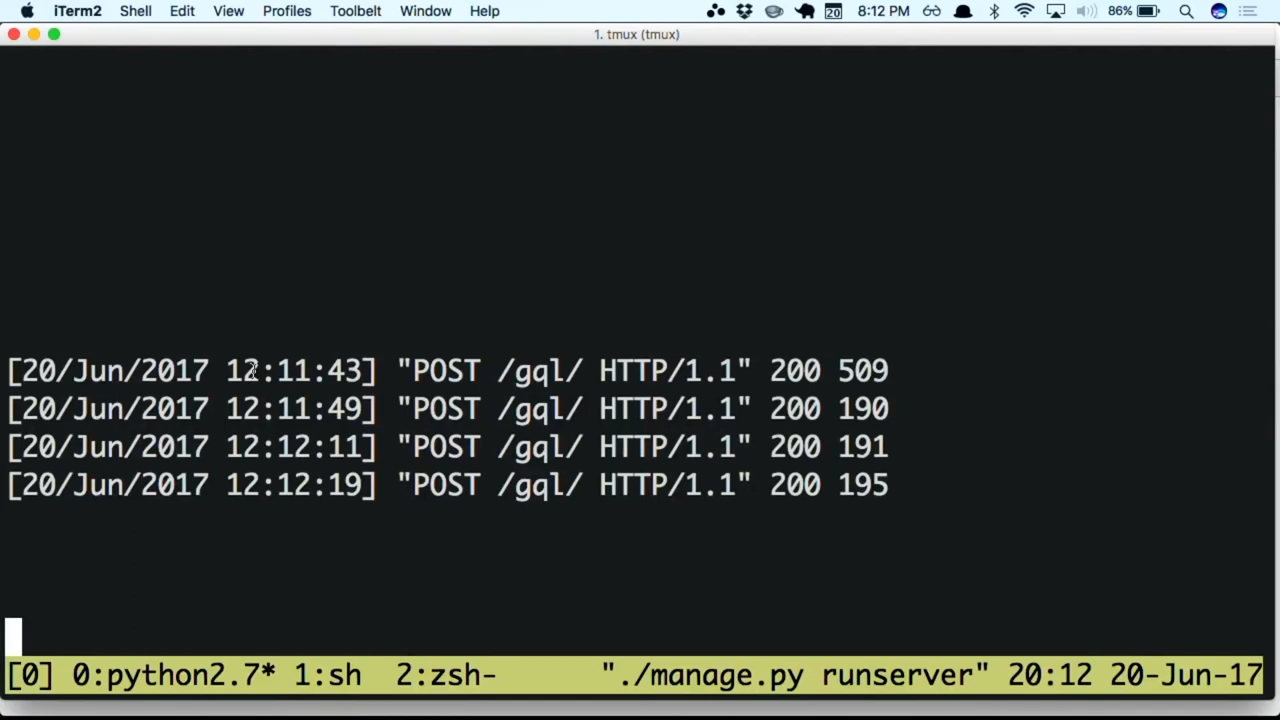 iTerm2 Shell Edit View Profiles Toolbelt Window Help 20 8:12 PM 86%
1. tmux (tmux)
[20/Jun/2017 12:11:43] "POST /gql/ HTTP/1.1" 200 509
[20/Jun/2017 12:11:49] "POST /gql/ HTTP/1.1" 200 190
[20/Jun/2017 12:12:11] "POST /gql/ HTTP/1.1" 200 191
[20/Jun/2017 12:12:19] "POST /gql/ HTTP/1.1" 200 195
[0] 0:python2.7* 1:sh 2:zsh- "./manage.py runserver" 20:12 20-Jun-17